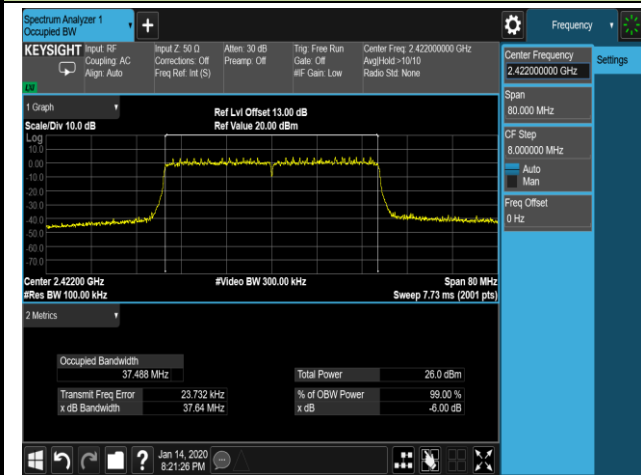 Spectrum Analyzer 1
Occupied BW
Frequency
KEYSIGHT Input: RF
Coupling: AC
Align: Auto
Input Z: 50 Ω
Corrections: Off
Freq Ref: Int (S)
Atten: 30 dB
Preamp: Off
Trig: Free Run
Gate: Off
#IF Gain: Low
Center Freq: 2.422000000 GHz
Avg|Hold:>10/10
Radio Std: None
Center Frequency
2.422000000 GHz
Settings
Span
80.000 MHz
CF Step
8.000000 MHz
Auto
Man
Freq Offset
0 Hz
1 Graph
Scale/Div 10.0 dB
Ref Lvl Offset 13.00 dB
Ref Value 20.00 dBm
Log
10.0
0.00
-10.0
-20.0
-30.0
-40.0
-50.0
-60.0
-70.0
Center 2.42200 GHz
#Res BW 100.00 kHz
#Video BW 300.00 kHz
Span 80 MHz
Sweep 7.73 ms (2001 pts)
2 Metrics
Occupied Bandwidth
37.488 MHz
Total Power 26.0 dBm
Transmit Freq Error 23.732 kHz
% of OBW Power 99.00 %
x dB Bandwidth 37.64 MHz
x dB -6.00 dB
Jan 14, 2020
8:21:26 PM